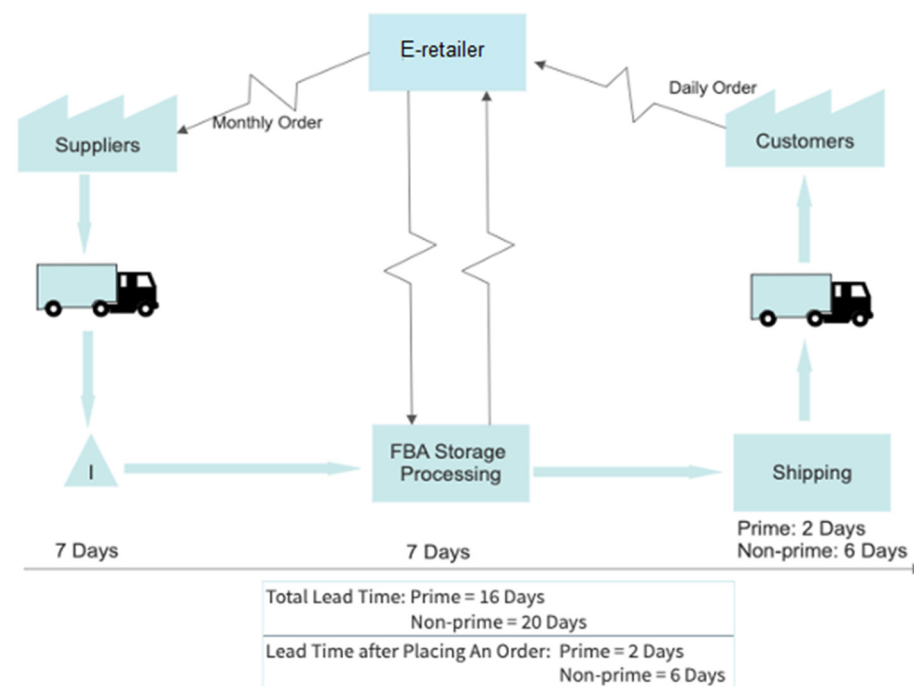 E-retailer
Monthly Order
Daily Order
Suppliers
Customers
I
FBA Storage
Processing
Shipping
7 Days
7 Days
Prime: 2 Days
Non-prime: 6 Days
Total Lead Time: Prime = 16 Days
Non-prime = 20 Days
Lead Time after Placing An Order: Prime = 2 Days
Non-prime = 6 Days